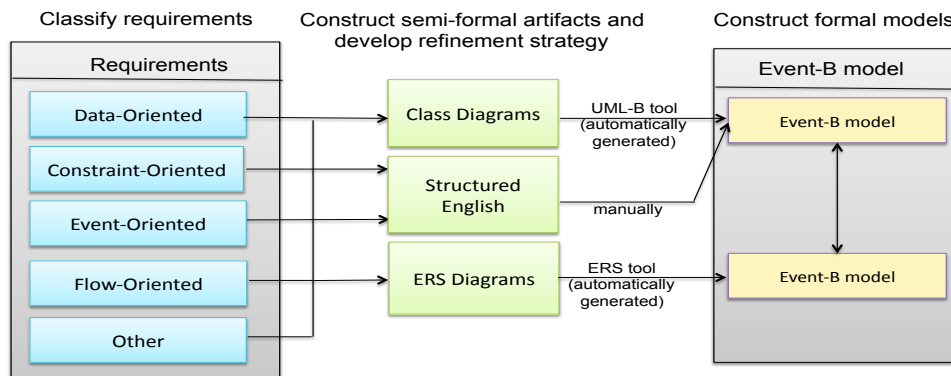 Classify requirements
Construct semi-formal artifacts and
develop refinement strategy
Construct formal models
Requirements
Data-Oriented
Constraint-Oriented
Event-Oriented
Flow-Oriented
Other
Class Diagrams
Structured
English
ERS Diagrams
UML-B tool
(automatically
generated)
manually
ERS tool
(automatically
generated)
Event-B model
Event-B model
Event-B model